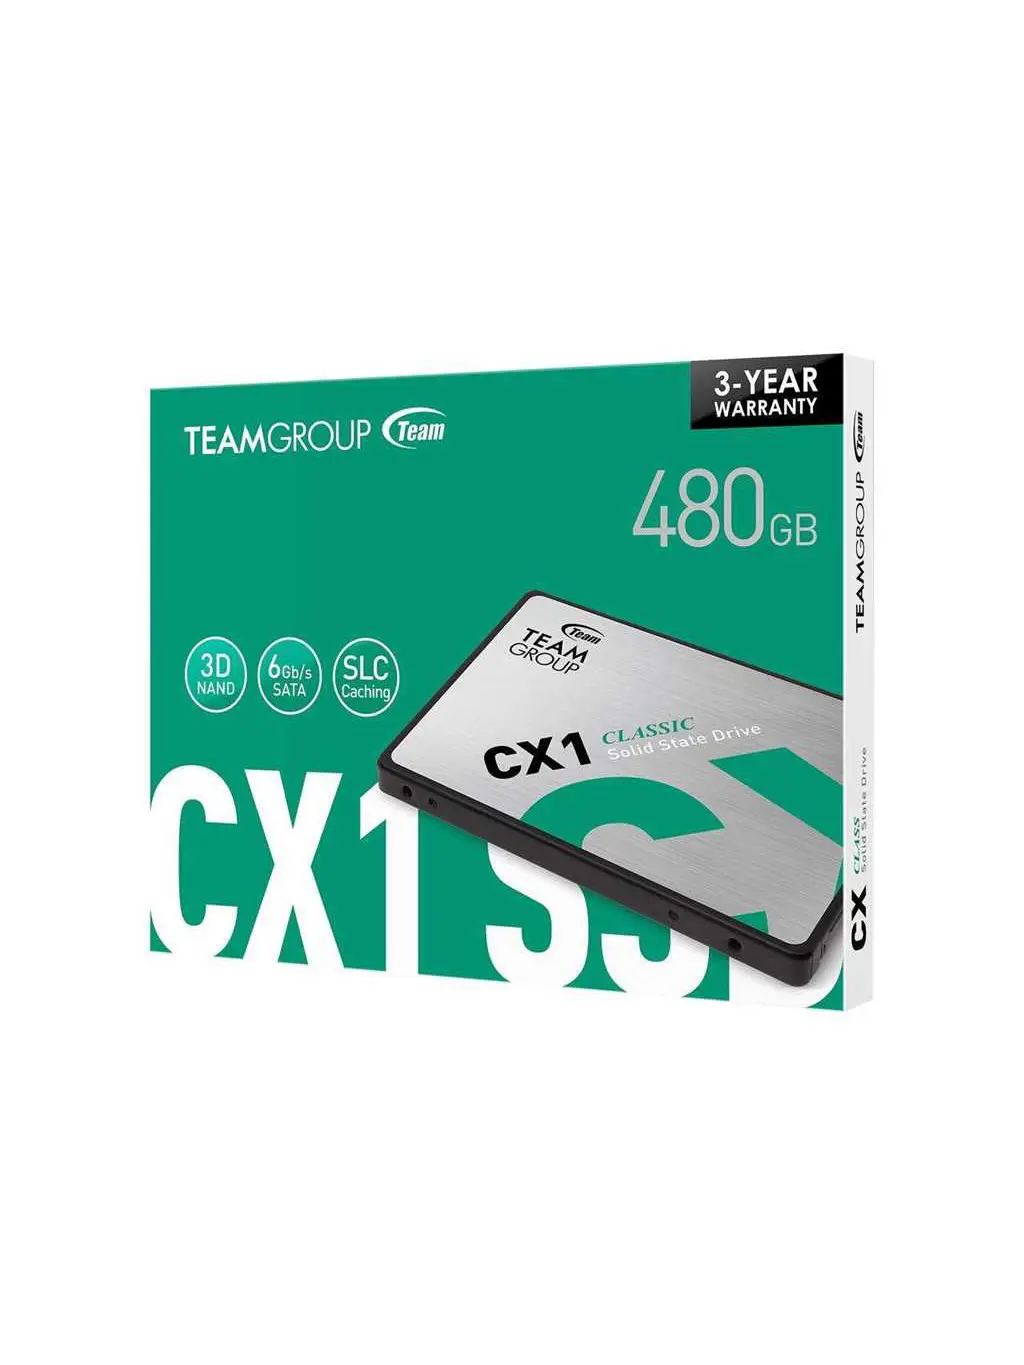 3-YEAR
WARRANTY
TEAMGROUP Team
480GB
3D
NAND
6Gb/s
SATA
SLC
Caching
Team
TEAM
GROUP
CX1 CLASSIC
Solid State Drive
CX1 SSD
TEAMGROUP Team
CX CLASS
Solid State Drive